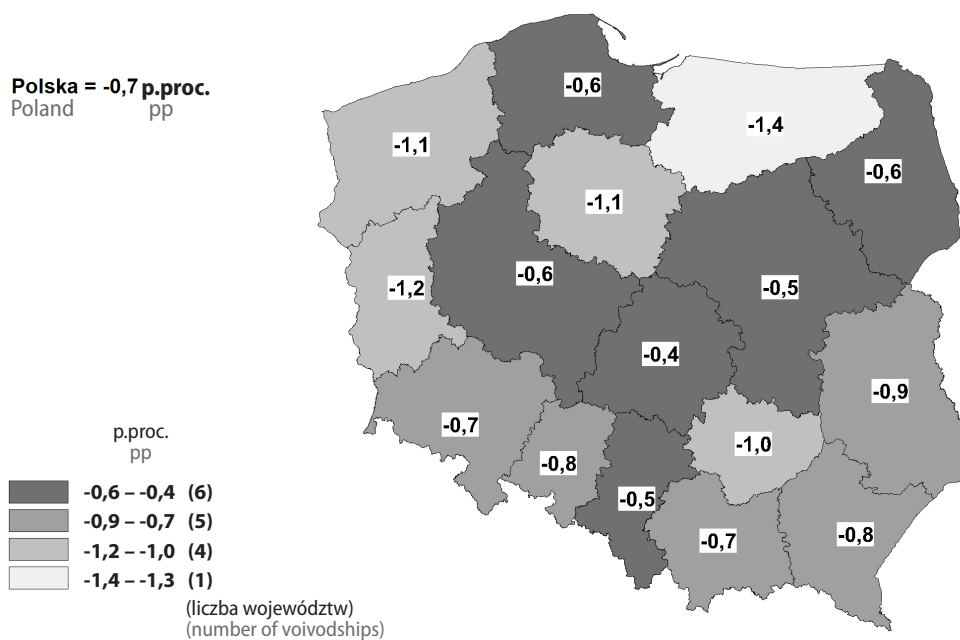 Polska = -0,7 p.proc.
Poland pp
-0,6
-1,4
-1,1
-0,6
-1,1
-0,6
-1,2
-0,5
-0,4
-0,9
-0,7
-1,0
-0,8
-0,5
-0,7
-0,8
p.proc.
pp
-0,6 – -0,4 (6)
-0,9 – -0,7 (5)
-1,2 – -1,0 (4)
-1,4 – -1,3 (1)
(liczba województw)
(number of voivodships)